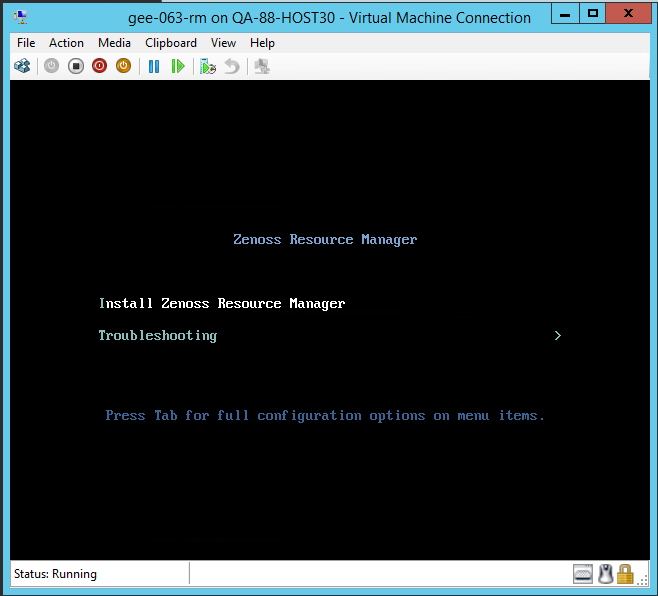 gee-063-rm on QA-88-HOST30 - Virtual Machine Connection
File Action Media Clipboard View Help
Zenoss Resource Manager
Install Zenoss Resource Manager
Troubleshooting >
Press Tab for full configuration options on menu items.
Status: Running